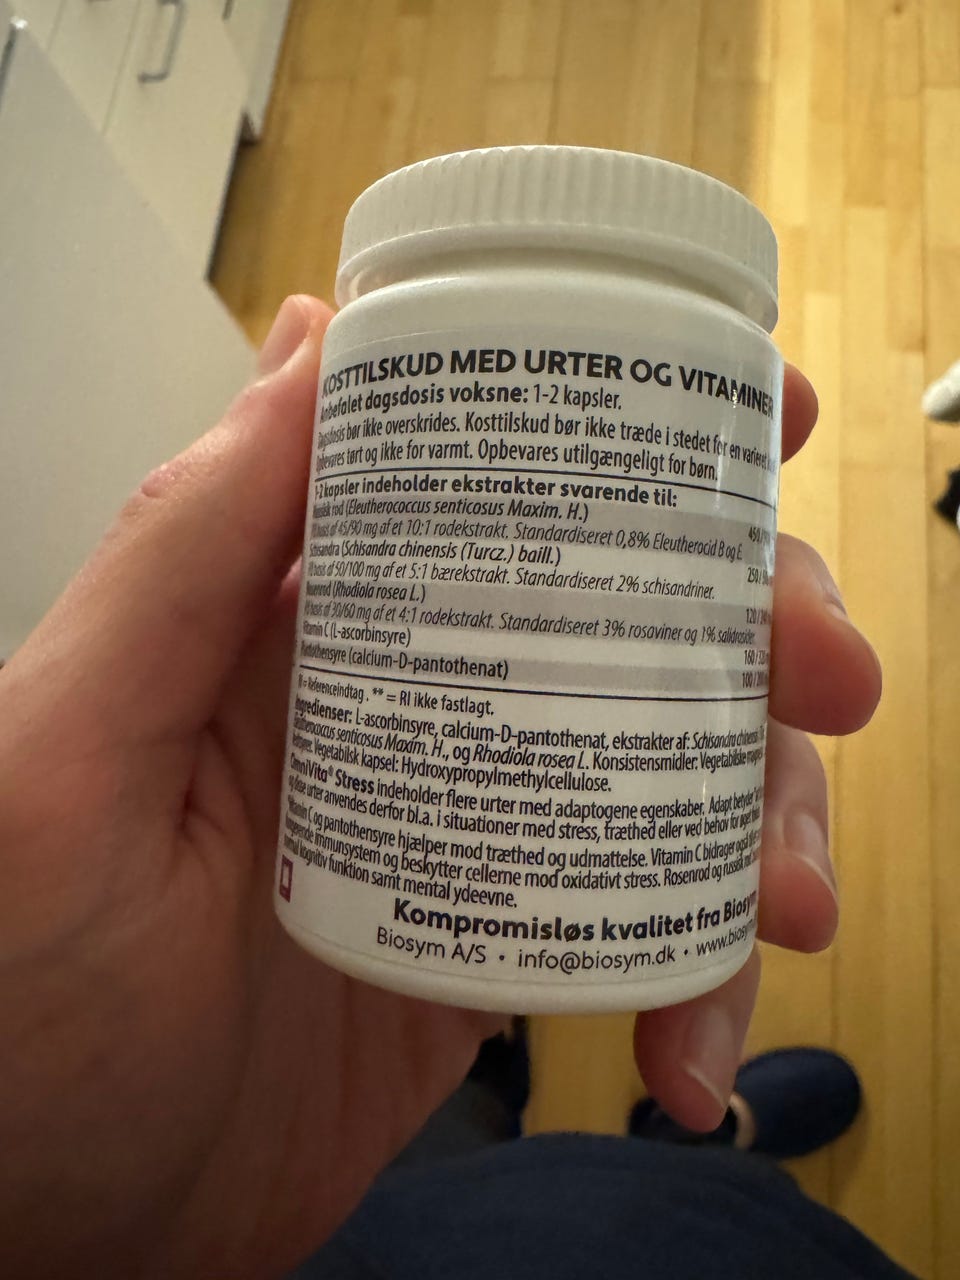 KOSTTILSKUD MED URTER OG VITAMINER
Anbefalet dagsdosis voksne: 1-2 kapsler.
Dagsdosis bør ikke overskrides. Kosttilskud bør ikke træde i stedet for en varieret
Opbevares tørt og ikke for varmt. Opbevares utilgængeligt for børn.
1-2 kapsler indeholder ekstrakter svarende til:
Russisk rod (Eleutherococcus senticosus Maxim. H.)
På basis af 45/90 mg af et 10:1 rodekstrakt. Standardiseret 0,8% Eleutherocid B og E.
Schisandra (Schisandra chinensis (Turcz.) baill.)
På basis af 50/100 mg af et 5:1 bærekstrakt. Standardiseret 2% schisandriner.
Rosenrod (Rhodiola rosea L.)
På basis af 30/60 mg af et 4:1 rodekstrakt. Standardiseret 3% rosaviner og 1% salidrosider.
Vitamin C (L-ascorbinsyre)
Pantothensyre (calcium-D-pantothenat)
RI = Referenceindtag. ** = RI ikke fastlagt.
Ingredienser: L-ascorbinsyre, calcium-D-pantothenat, ekstrakter af: Schisandra chinensis
Eleutherococcus senticosus Maxim. H., og Rhodiola rosea L. Konsistensmidler: Vegetabilske
Vegetabilsk kapsel: Hydroxypropylmethylcellulose.
OmniVita® Stress indeholder flere urter med adaptogene egenskaber. Adapt betyder
og disse urter anvendes derfor bl.a. i situationer med stress, træthed eller ved behov for øget
Vitamin C og pantothensyre hjælper mod træthed og udmattelse. Vitamin C bidrager også til et
fungerende immunsystem og beskytter cellerne mod oxidativt stress. Rosenrod og russisk rod
normal kognitiv funktion samt mental ydeevne.
Kompromisløs kvalitet fra Biosym
Biosym A/S • info@biosym.dk • www.biosym